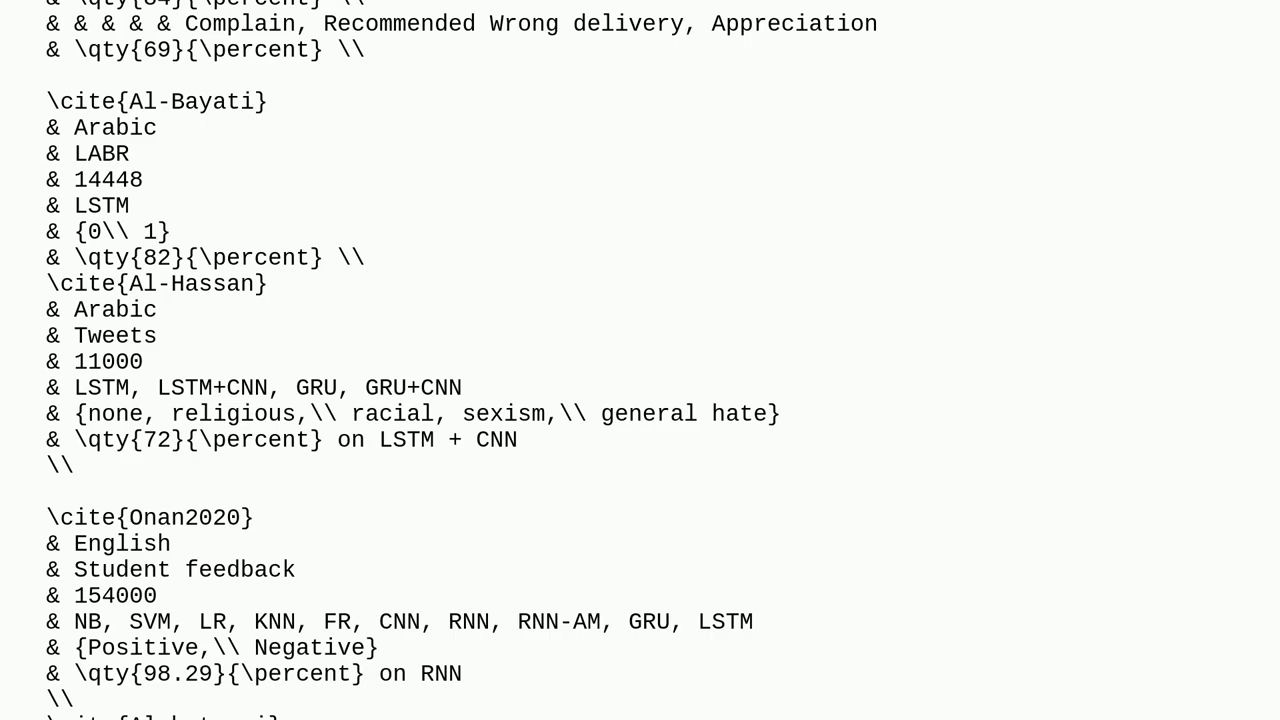 & \qty{84}{\percent} \\
& & & & & Complain, Recommended Wrong delivery, Appreciation
& \qty{69}{\percent} \\
\cite{Al-Bayati}
& Arabic
& LABR
& 14448
& LSTM
& {0\\ 1}
& \qty{82}{\percent} \\
\cite{Al-Hassan}
& Arabic
& Tweets
& 11000
& LSTM, LSTM+CNN, GRU, GRU+CNN
& {none, religious,\\ racial, sexism,\\ general hate}
& \qty{72}{\percent} on LSTM + CNN
\\
\cite{Onan2020}
& English
& Student feedback
& 154000
& NB, SVM, LR, KNN, FR, CNN, RNN, RNN-AM, GRU, LSTM
& {Positive,\\ Negative}
& \qty{98.29}{\percent} on RNN
\\